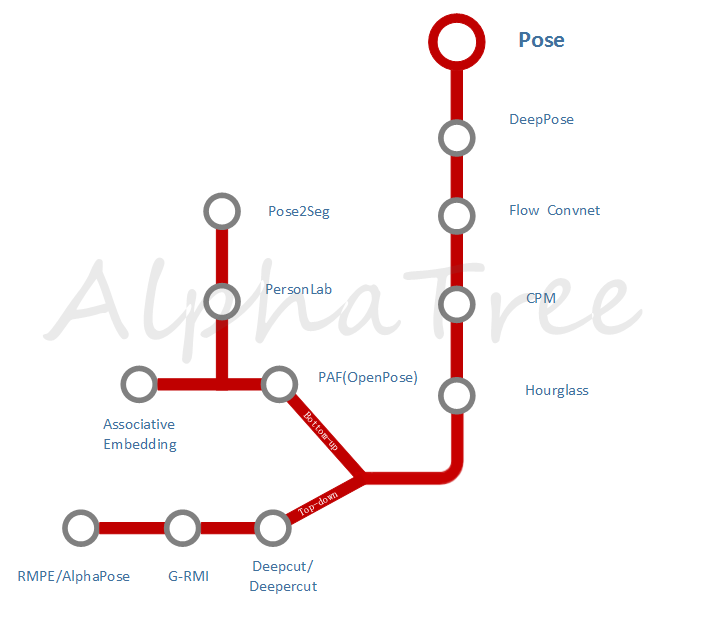 Pose
DeepPose
Flow Convnet
Pose2Seg
PersonLab
CPM
AlphaTree
PAF(OpenPose)
Hourglass
Associative
Embedding
Bottom-up
Top-down
RMPE/AlphaPose
G-RMI
Deepcut/
Deepercut